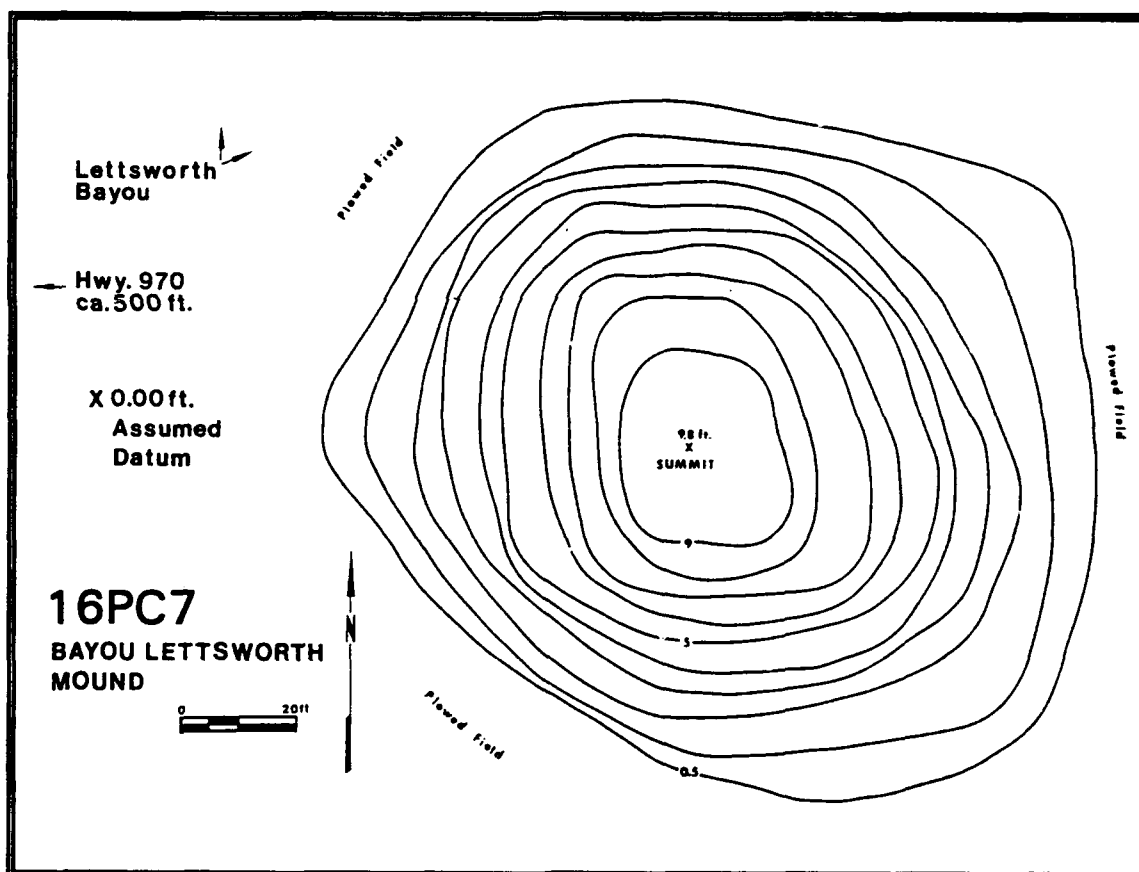 Lettsworth
Bayou
Plowed Field
Hwy. 970
ca. 500 ft.
X 0.00 ft.
Assumed
Datum
9.8 ft.
X
SUMMIT
Plowed Field
9
5
0.5
16PC7
BAYOU LETTSWORTH
MOUND
0 20ft
N
Plowed Field